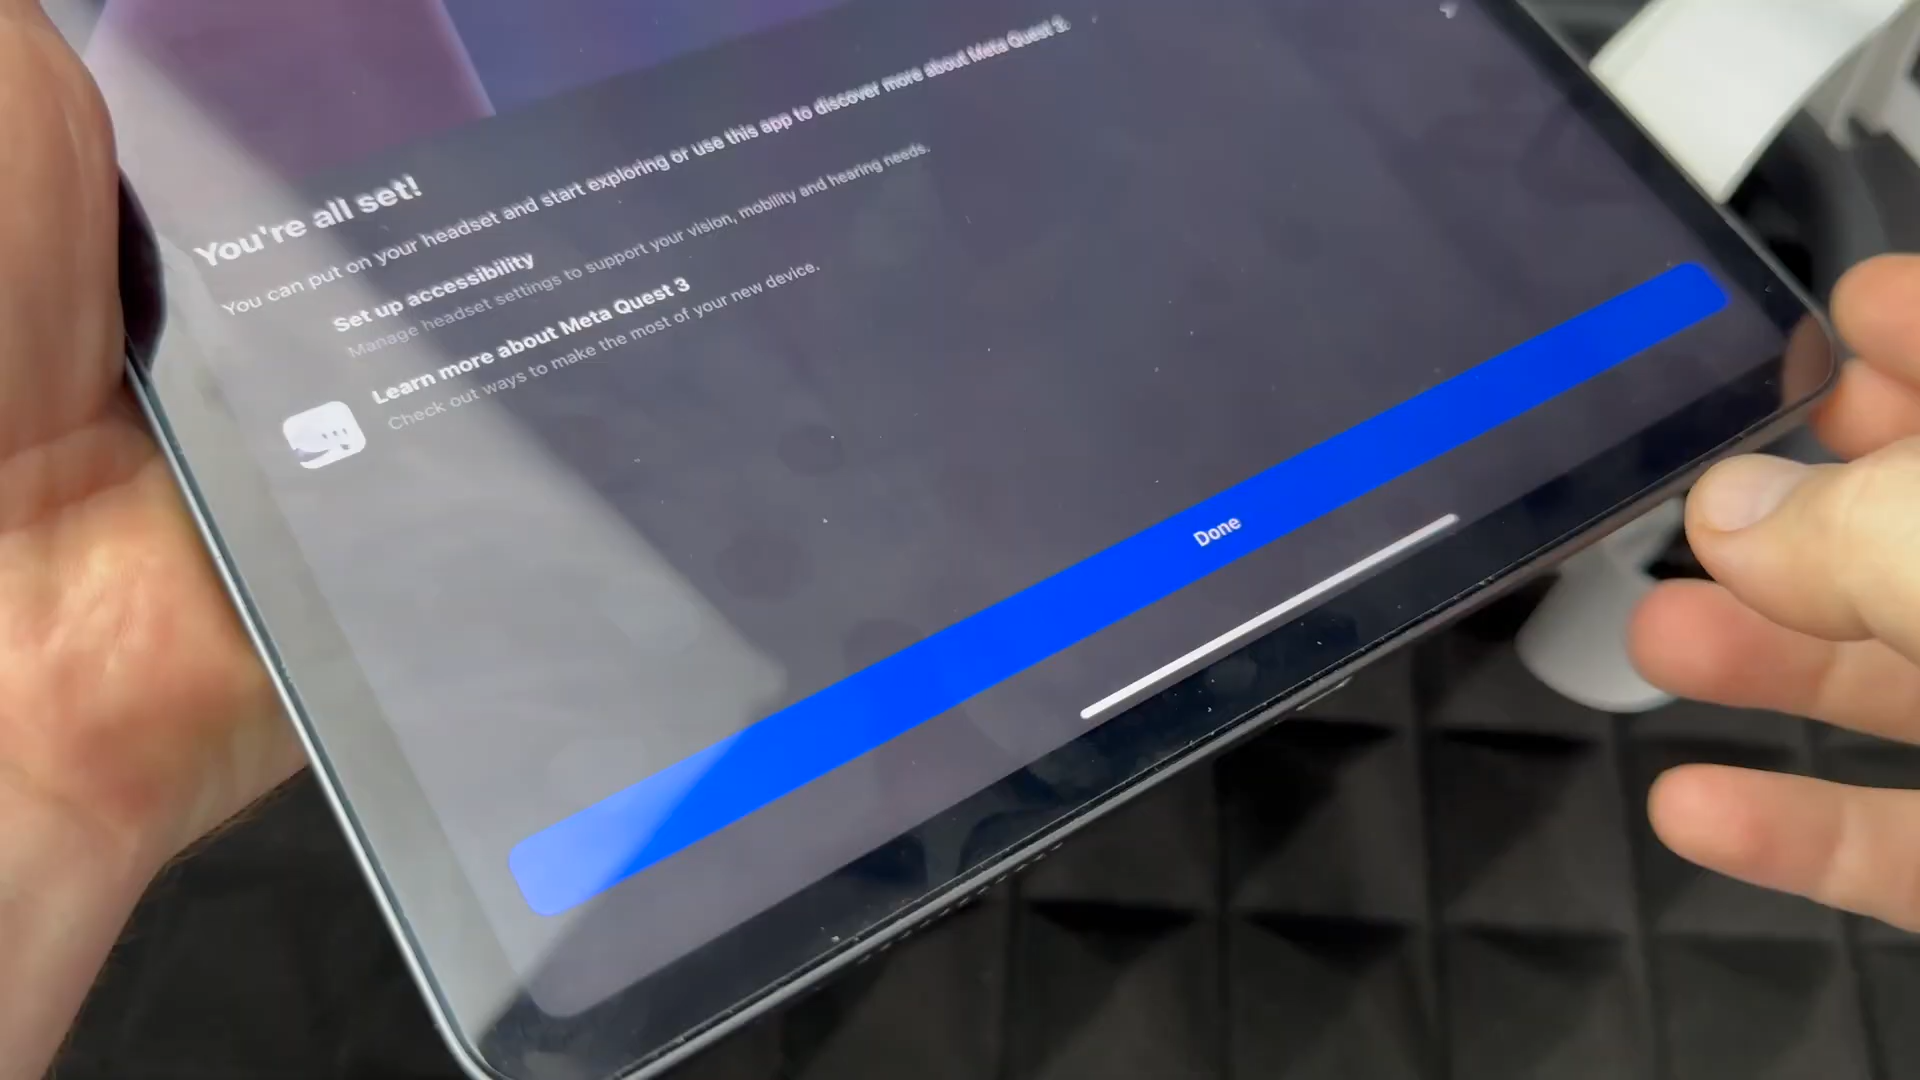 You're all set!
You can put on your headset and start exploring or use this app to discover more about Meta Quest 3.
Set up accessibility
Manage headset settings to support your vision, mobility and hearing needs.
Learn more about Meta Quest 3
Check out ways to make the most of your new device.
Done